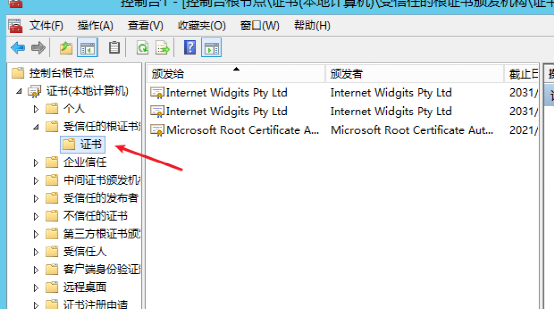 控制台1 - [控制台根节点\证书(本地计算机)\受信任的根证书颁发机构\证
文件(F) 操作(A) 查看(V) 收藏夹(O) 窗口(W) 帮助(H)
控制台根节点
证书(本地计算机)
个人
受信任的根证书
证书
企业信任
中间证书颁发机
受信任的发布者
不信任的证书
第三方根证书颁
受信任人
客户端身份验证
远程桌面
证书注册申请
颁发给 颁发者 截止日
Internet Widgits Pty Ltd Internet Widgits Pty Ltd 2031/
Internet Widgits Pty Ltd Internet Widgits Pty Ltd 2031/
Microsoft Root Certificate A... Microsoft Root Certificate Aut... 2021/